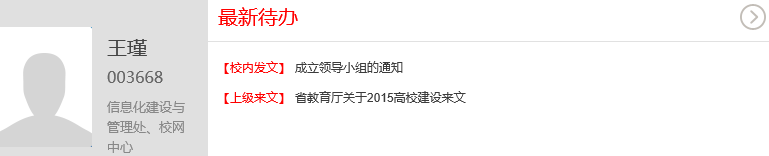 王瑾
003668
信息化建设与
管理处、校网
中心
最新待办
【校内发文】 成立领导小组的通知
【上级来文】 省教育厅关于2015高校建设来文